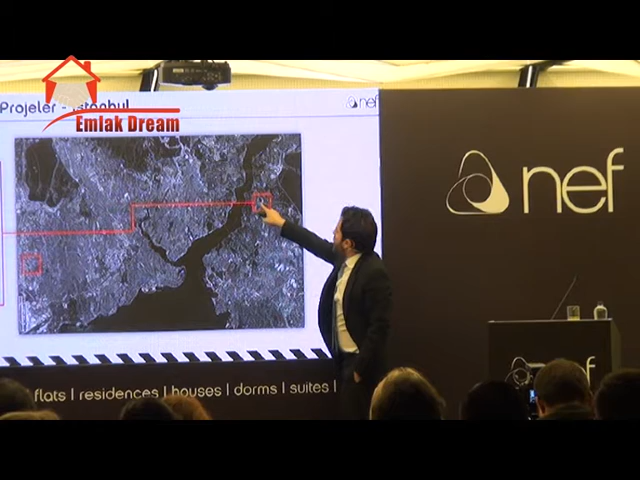 Projeler - İstanbul
Emlak Dream
nef
nef
nef
flats | residences | houses | dorms | suites |